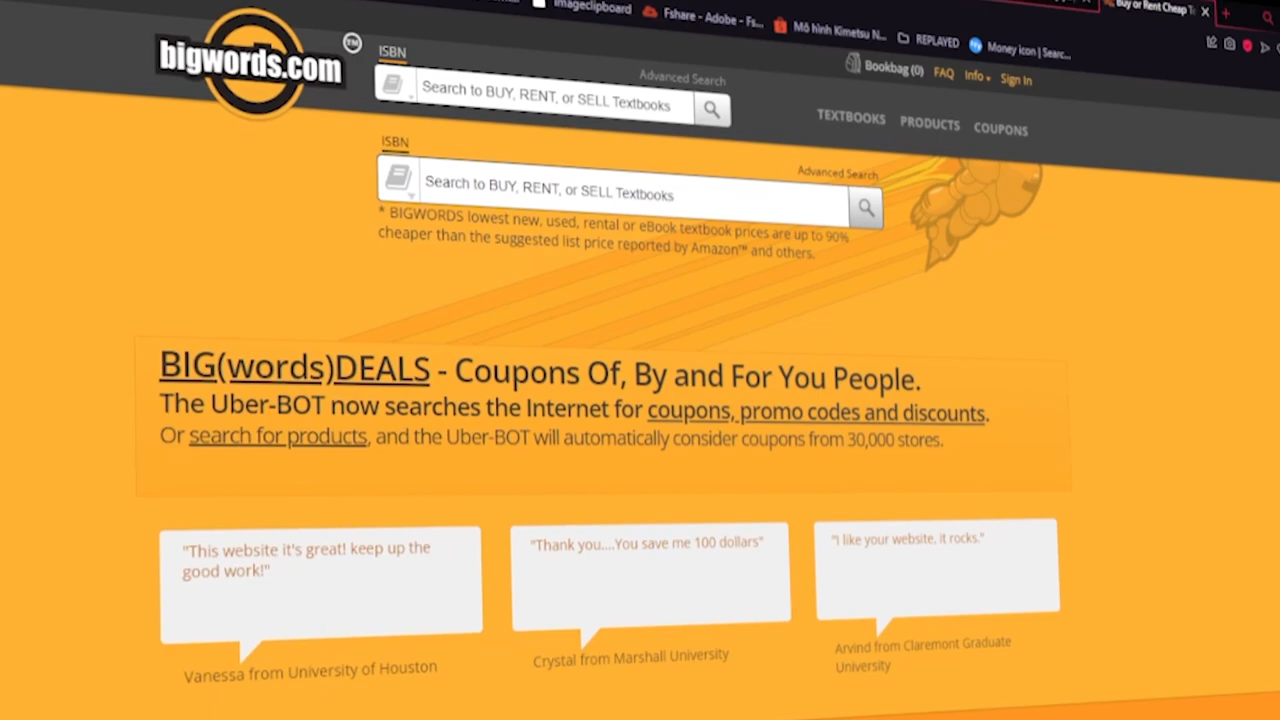 imageclipboard
Fshare - Adobe - Fs...
Mô hình Kimetsu N...
REPLAYED
Money icon | Searc...
Buy or Rent Cheap T
bigwords.com
TM
ISBN
Advanced Search
Search to BUY, RENT, or SELL Textbooks
Bookbag (0)
FAQ
Info
Sign In
TEXTBOOKS
PRODUCTS
COUPONS
ISBN
Advanced Search
Search to BUY, RENT, or SELL Textbooks
* BIGWORDS lowest new, used, rental or eBook textbook prices are up to 90%
cheaper than the suggested list price reported by Amazon™ and others.
BIG(words)DEALS - Coupons Of, By and For You People.
The Uber-BOT now searches the Internet for coupons, promo codes and discounts.
Or search for products, and the Uber-BOT will automatically consider coupons from 30,000 stores.
"This website it's great! keep up the
good work!"
Vanessa from University of Houston
"Thank you....You save me 100 dollars"
Crystal from Marshall University
"I like your website, it rocks."
Arvind from Claremont Graduate
University